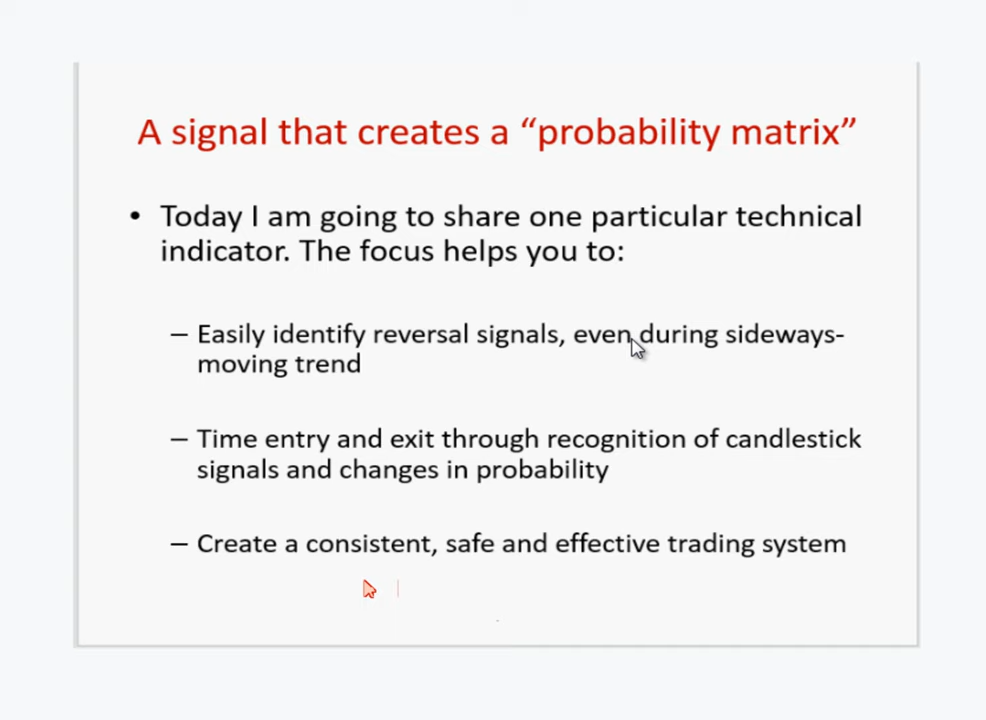 A signal that creates a “probability matrix”
• Today I am going to share one particular technical
indicator. The focus helps you to:
– Easily identify reversal signals, even during sideways-
moving trend
– Time entry and exit through recognition of candlestick
signals and changes in probability
– Create a consistent, safe and effective trading system